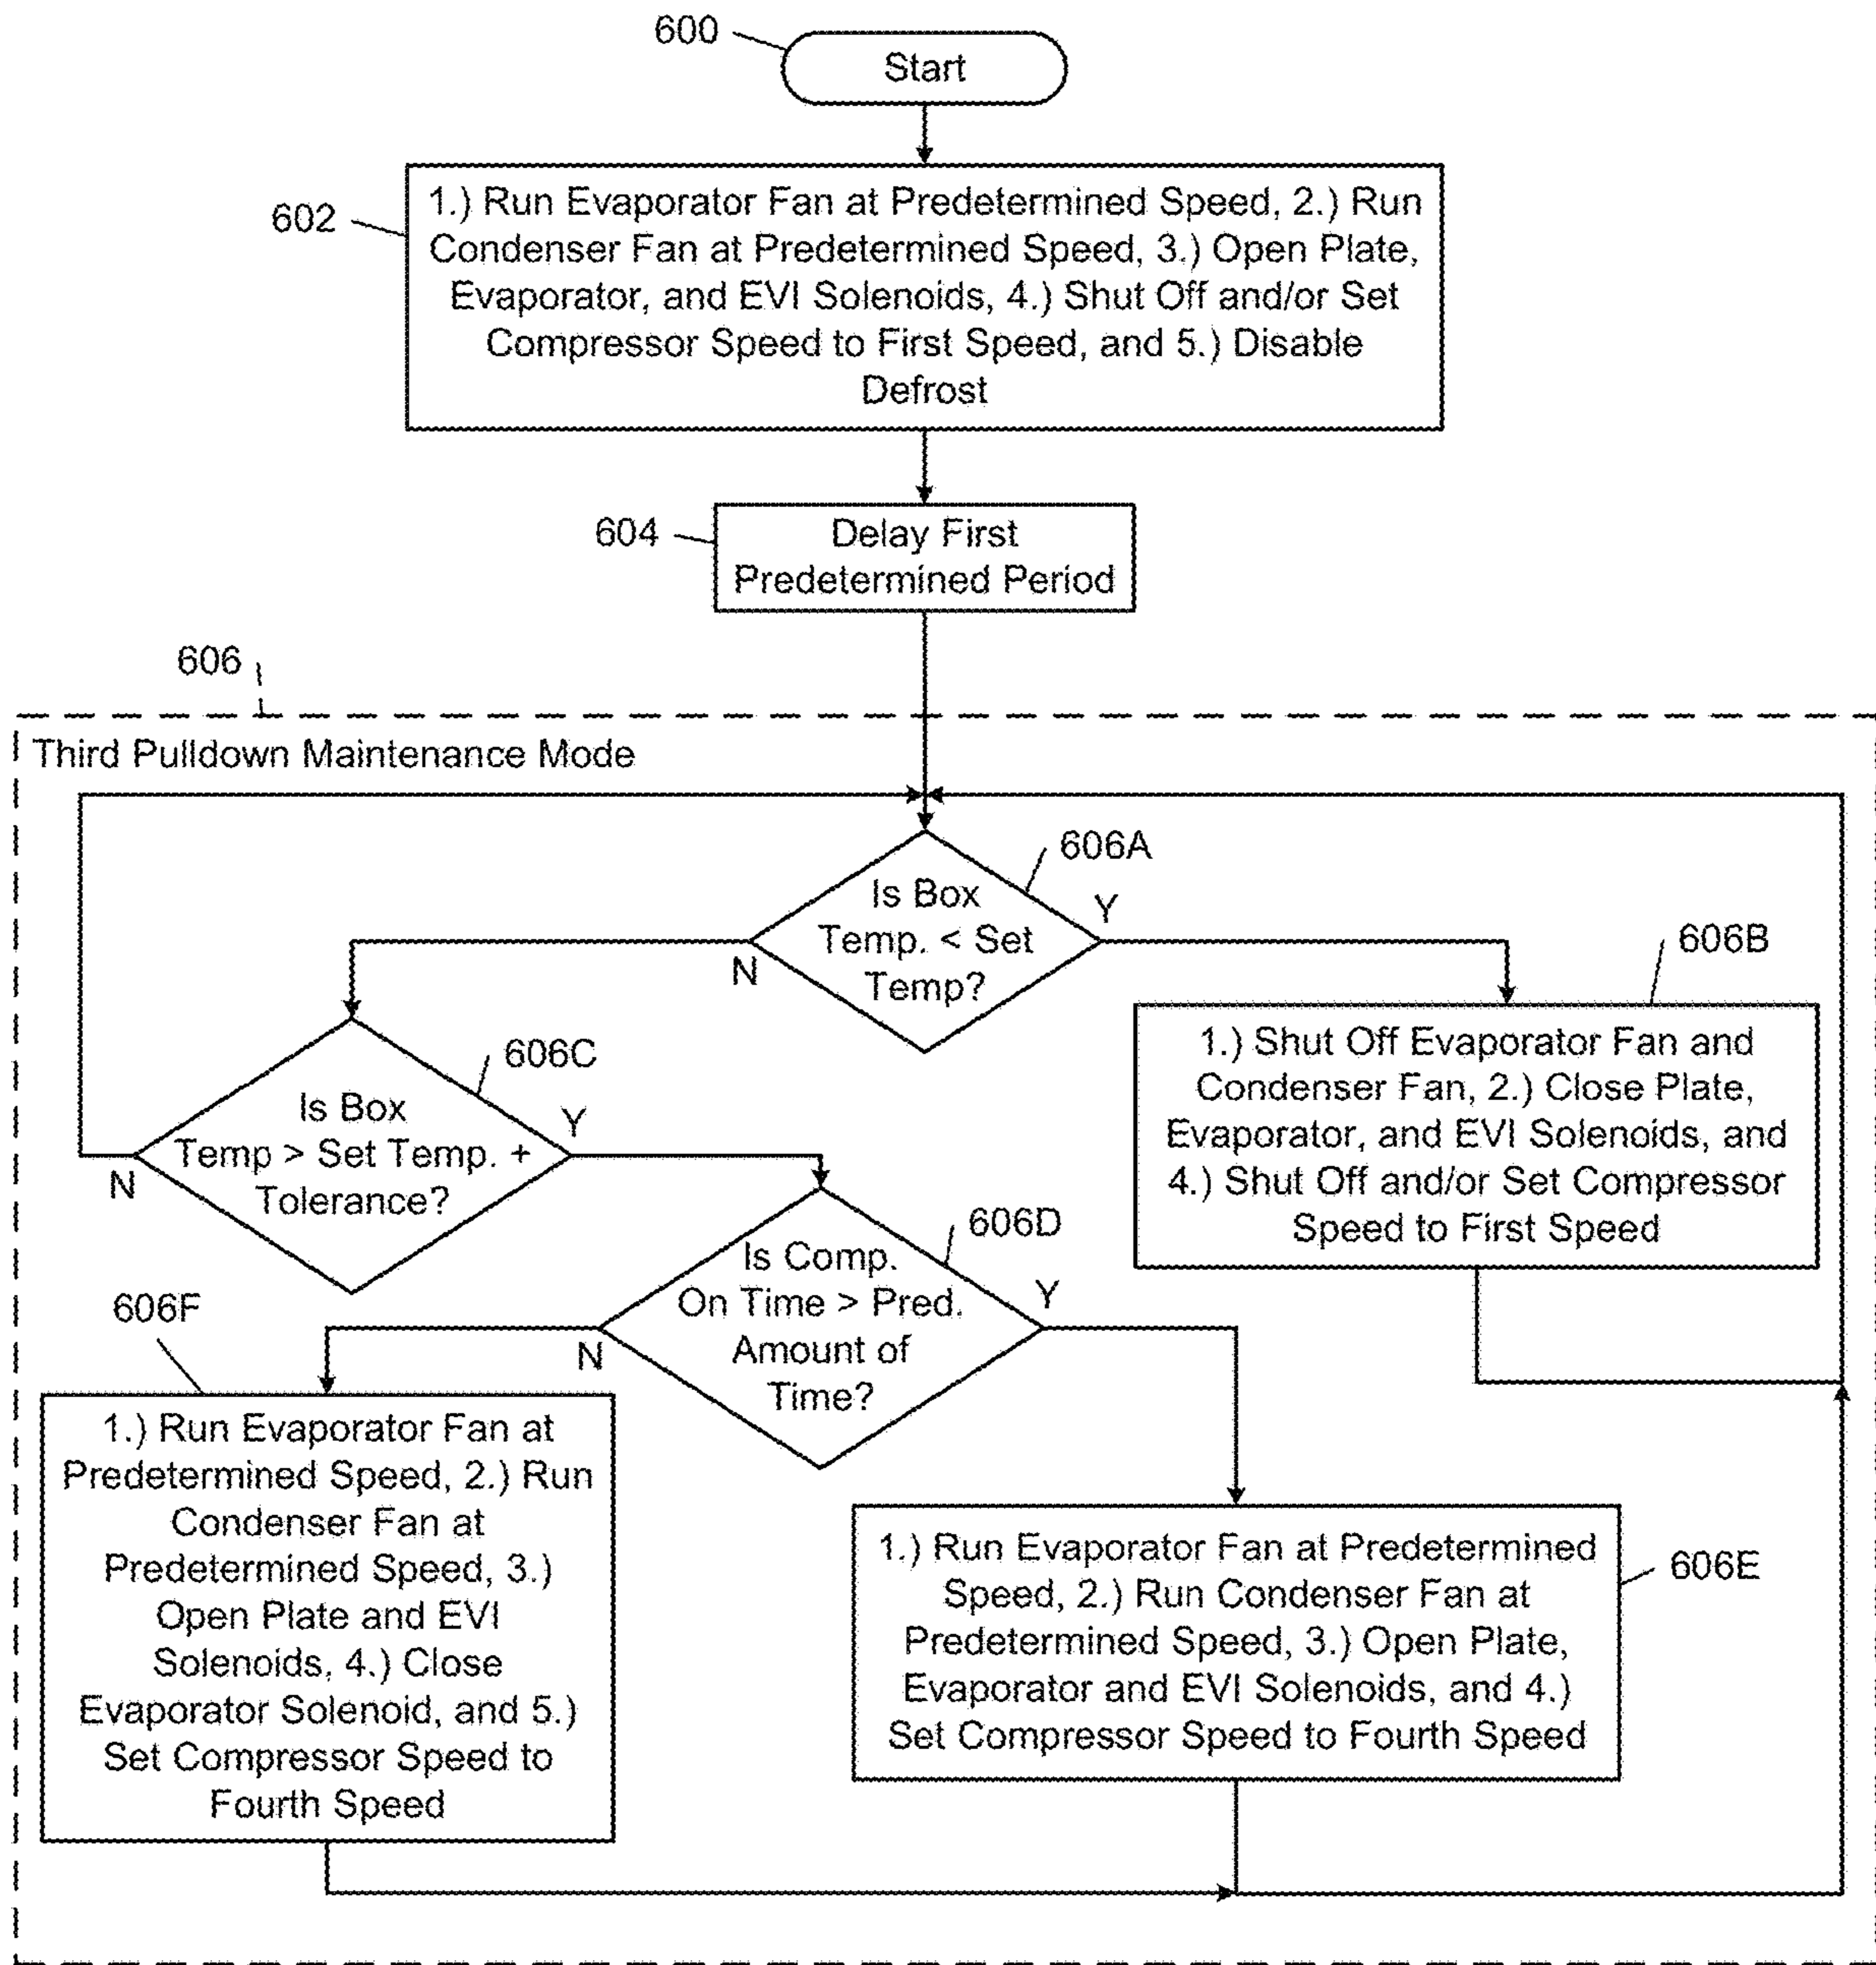 600
Start
602
1.) Run Evaporator Fan at Predetermined Speed, 2.) Run
Condenser Fan at Predetermined Speed, 3.) Open Plate,
Evaporator, and EVI Solenoids, 4.) Shut Off and/or Set
Compressor Speed to First Speed, and 5.) Disable
Defrost
604
Delay First
Predetermined Period
606
Third Pulldown Maintenance Mode
606A
Is Box
Temp. < Set
Temp?
Y
N
606B
1.) Shut Off Evaporator Fan and
Condenser Fan, 2.) Close Plate,
Evaporator, and EVI Solenoids, and
4.) Shut Off and/or Set Compressor
Speed to First Speed
606C
Is Box
Temp > Set Temp. +
Tolerance?
Y
N
606D
Is Comp.
On Time > Pred.
Amount of
Time?
Y
N
606F
1.) Run Evaporator Fan at
Predetermined Speed, 2.) Run
Condenser Fan at
Predetermined Speed, 3.)
Open Plate and EVI
Solenoids, 4.) Close
Evaporator Solenoid, and 5.)
Set Compressor Speed to
Fourth Speed
606E
1.) Run Evaporator Fan at Predetermined
Speed, 2.) Run Condenser Fan at
Predetermined Speed, 3.) Open Plate,
Evaporator and EVI Solenoids, and 4.)
Set Compressor Speed to Fourth Speed